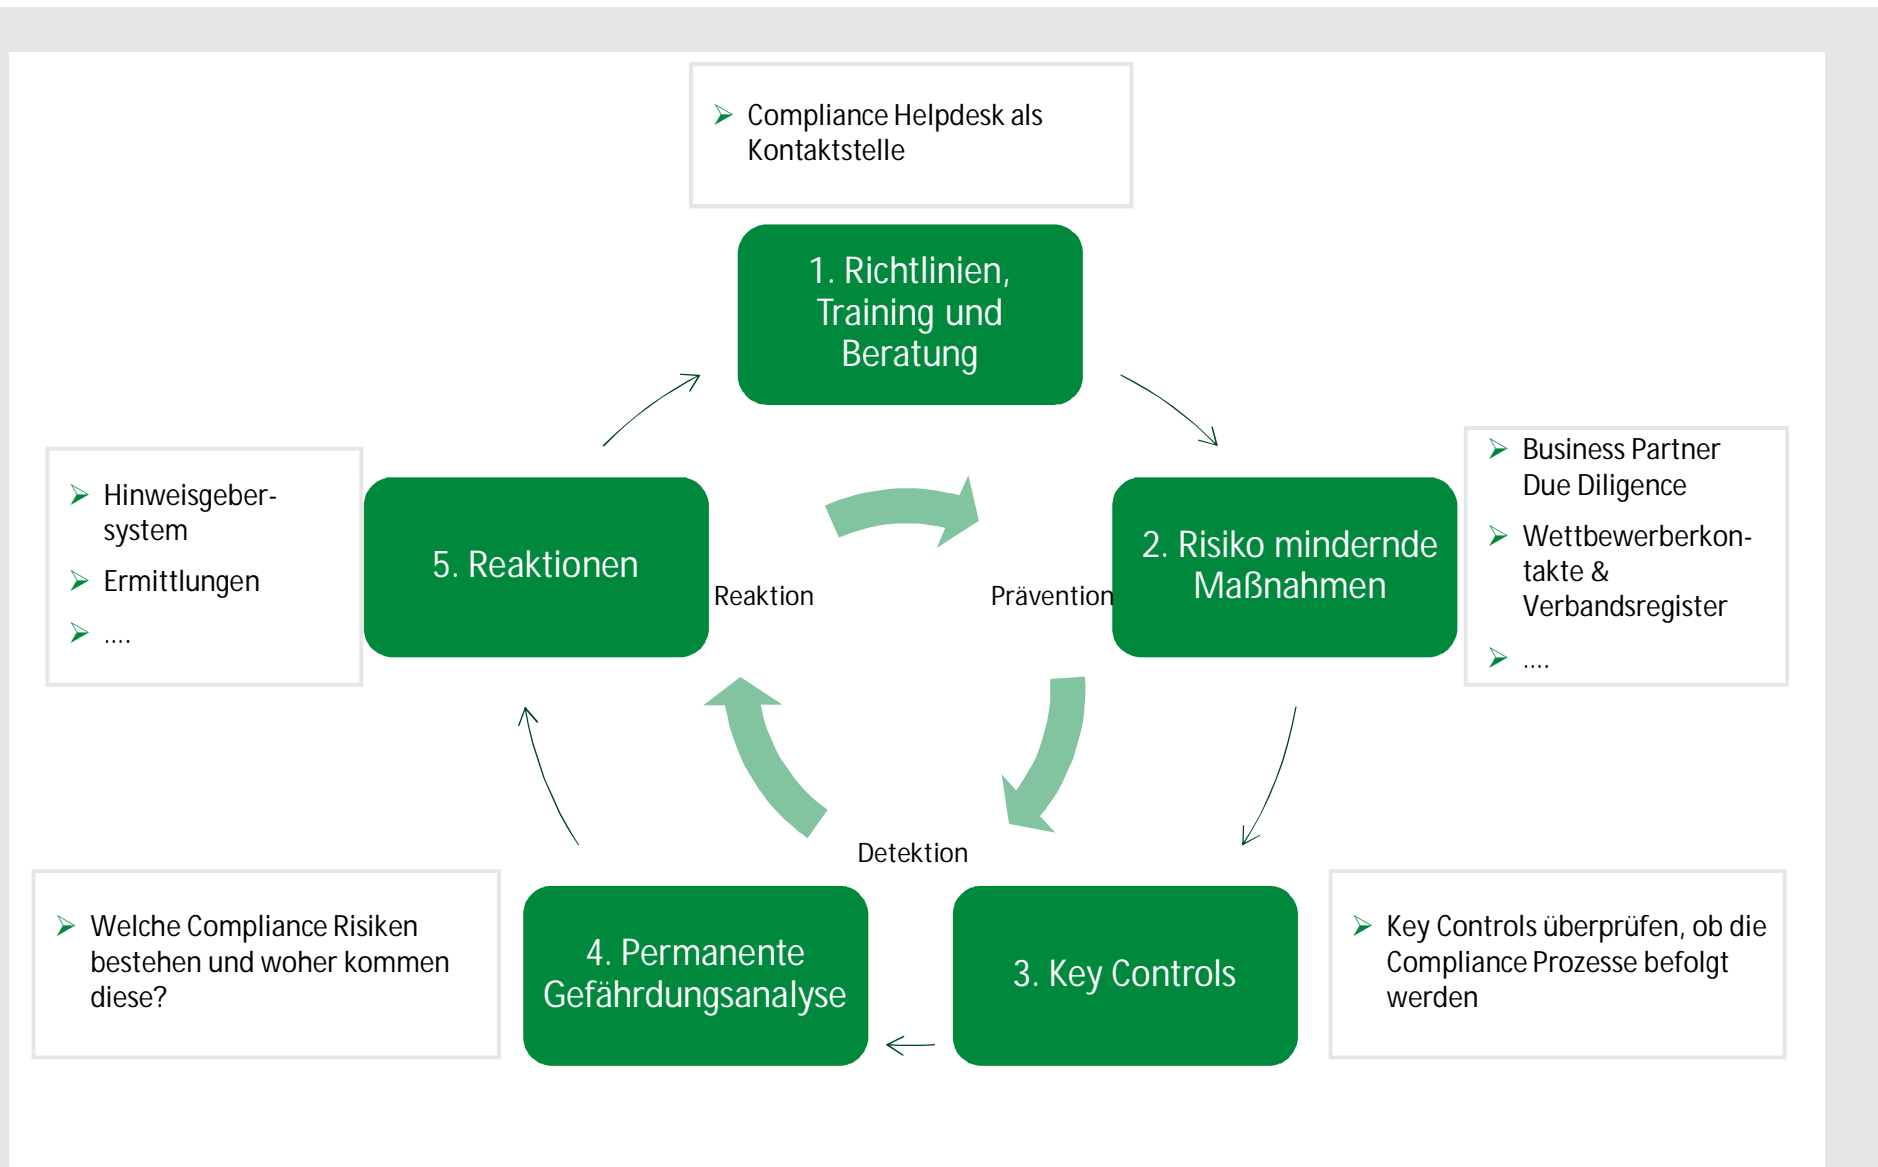 Compliance Helpdesk als
Kontaktstelle
1. Richtlinien,
Training und
Beratung
Business Partner
Due Diligence
Wettbewerberkon-
takte &
Verbandsregister
....
2. Risiko mindernde
Maßnahmen
Hinweisgeber-
system
Ermittlungen
....
5. Reaktionen
Reaktion
Prävention
Detektion
Welche Compliance Risiken
bestehen und woher kommen
diese?
4. Permanente
Gefährdungsanalyse
3. Key Controls
Key Controls überprüfen, ob die
Compliance Prozesse befolgt
werden